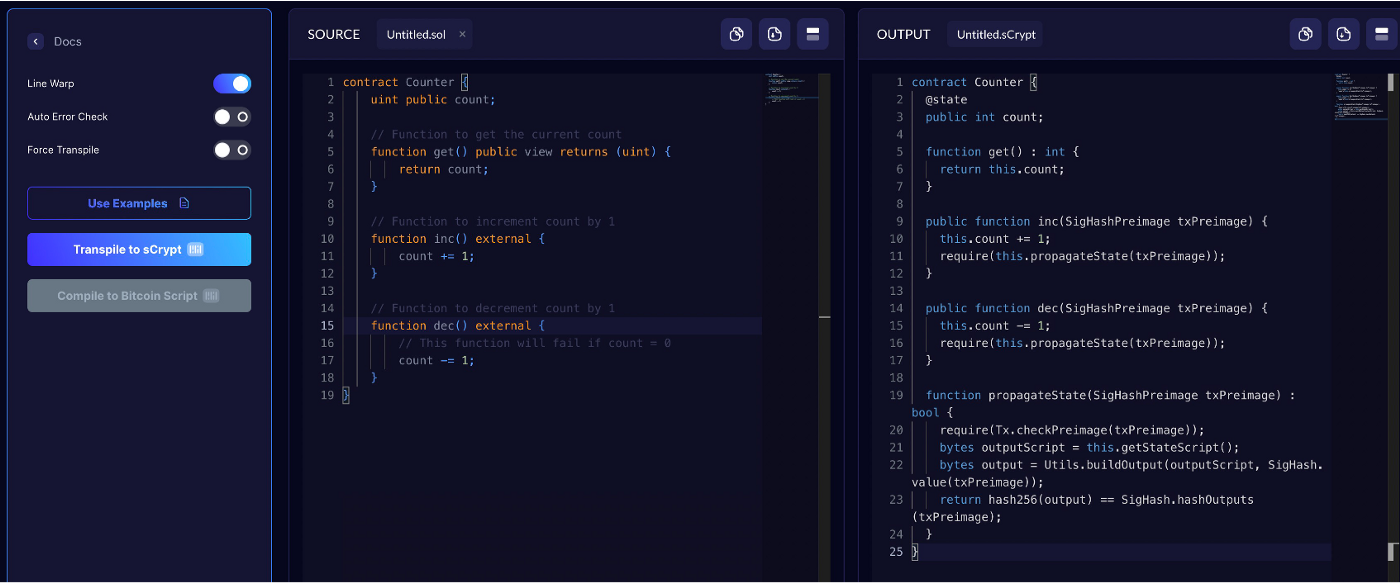 Docs
Line Warp
Auto Error Check
Force Transpile
Use Examples
Transpile to sCrypt
Compile to Bitcoin Script
SOURCE Untitled.sol ×
1 contract Counter {
2 uint public count;
3
4 // Function to get the current count
5 function get() public view returns (uint) {
6 return count;
7 }
8
9 // Function to increment count by 1
10 function inc() external {
11 count += 1;
12 }
13
14 // Function to decrement count by 1
15 function dec() external {
16 // This function will fail if count = 0
17 count -= 1;
18 }
19 }
OUTPUT Untitled.sCrypt
1 contract Counter {
2 @state
3 public int count;
4
5 function get() : int {
6 return this.count;
7 }
8
9 public function inc(SigHashPreimage txPreimage) {
10 this.count += 1;
11 require(this.propagateState(txPreimage));
12 }
13
14 public function dec(SigHashPreimage txPreimage) {
15 this.count -= 1;
16 require(this.propagateState(txPreimage));
17 }
18
19 function propagateState(SigHashPreimage txPreimage) :
bool {
20 require(Tx.checkPreimage(txPreimage));
21 bytes outputScript = this.getStateScript();
22 bytes output = Utils.buildOutput(outputScript, SigHash.
value(txPreimage));
23 return hash256(output) == SigHash.hashOutputs
(txPreimage);
24 }
25 }